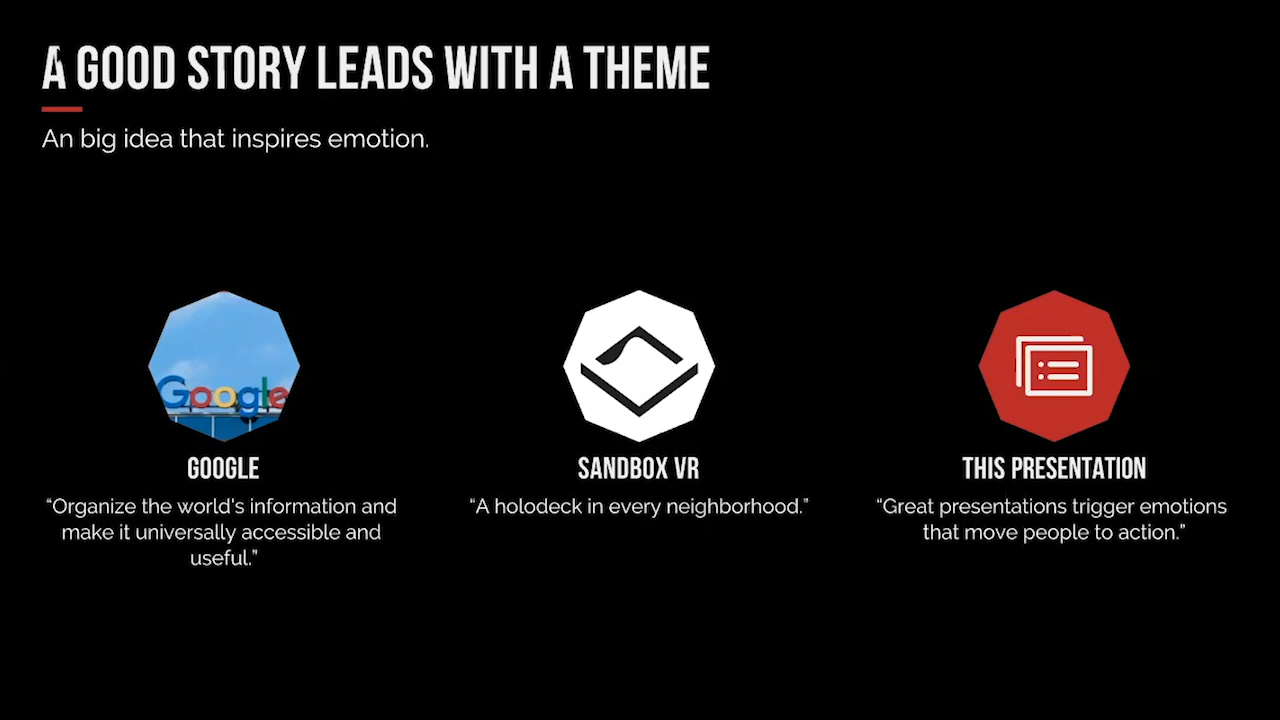 A GOOD STORY LEADS WITH A THEME
An big idea that inspires emotion.
Google
GOOGLE
“Organize the world's information and
make it universally accessible and
useful.”
SANDBOX VR
“A holodeck in every neighborhood.”
THIS PRESENTATION
“Great presentations trigger emotions
that move people to action.”